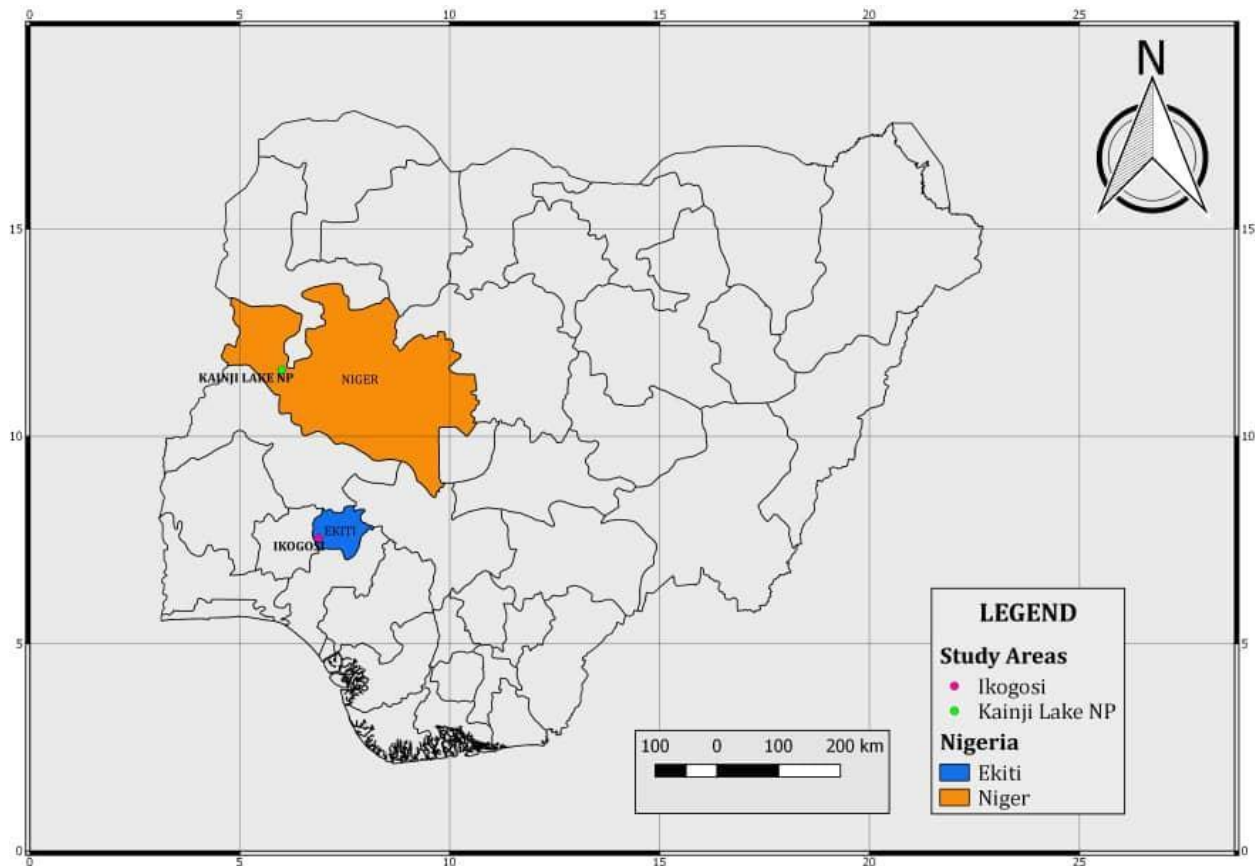 0 5 10 15 20 25
N
15 15
KAINJI LAKE NP
NIGER
10 10
EKITI
IKOGOSI
LEGEND
Study Areas
Ikogosi
Kainji Lake NP
Nigeria
Ekiti
Niger
5 5
100 0 100 200 km
0 0
0 5 10 15 20 25